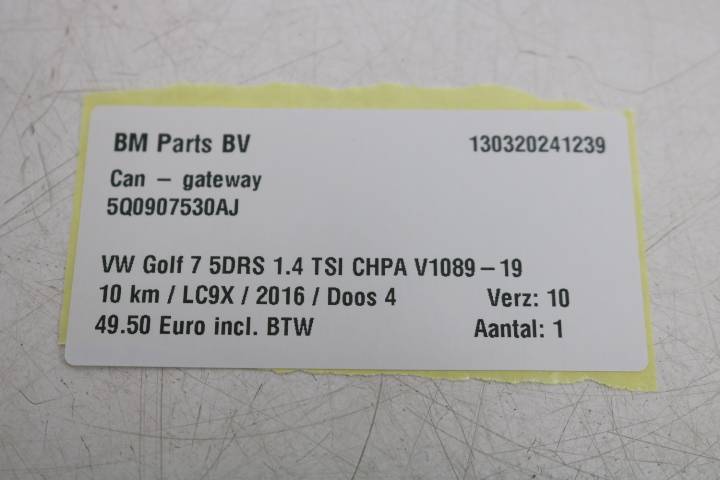 BM Parts BV 130320241239
Can – gateway
5Q0907530AJ
VW Golf 7 5DRS 1.4 TSI CHPA V1089 – 19
10 km / LC9X / 2016 / Doos 4 Verz: 10
49.50 Euro incl. BTW Aantal: 1